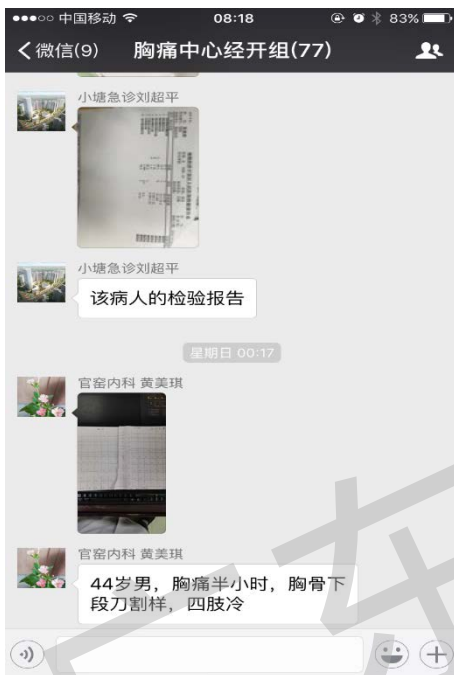 中国移动 08:18 83%
微信(9) 胸痛中心经开组(77)
小塘急诊刘超平
小塘急诊刘超平
该病人的检验报告
星期日 00:17
官窑内科 黄美琪
官窑内科 黄美琪
44岁男，胸痛半小时，胸骨下
段刀割样，四肢冷